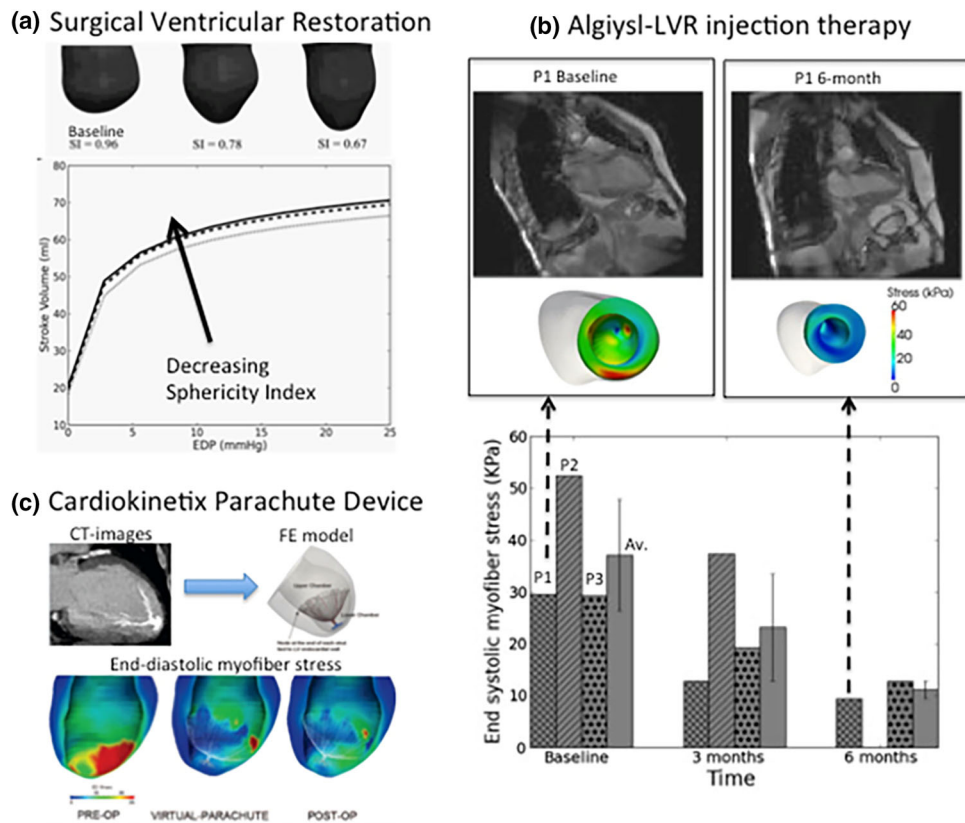 (a) Surgical Ventricular Restoration
Baseline
SI = 0.96
SI = 0.78
SI = 0.67
80
70
60
50
40
30
20
10
Stroke Volume (ml)
Decreasing
Sphericity Index
0 5 10 15 20 25
EDP (mmHg)
(b) Algiysl-LVR injection therapy
P1 Baseline
P1 6-month
Stress (kPa)
60
40
20
0
60
50
40
30
20
10
0
End systolic myofiber stress (KPa)
P1
P2
P3
Av.
Baseline 3 months 6 months
Time
(c) Cardiokinetix Parachute Device
CT-images
FE model
Upper Chamber
Lower Chamber
End-diastolic myofiber stress
PRE-OP VIRTUAL-PARACHUTE POST-OP